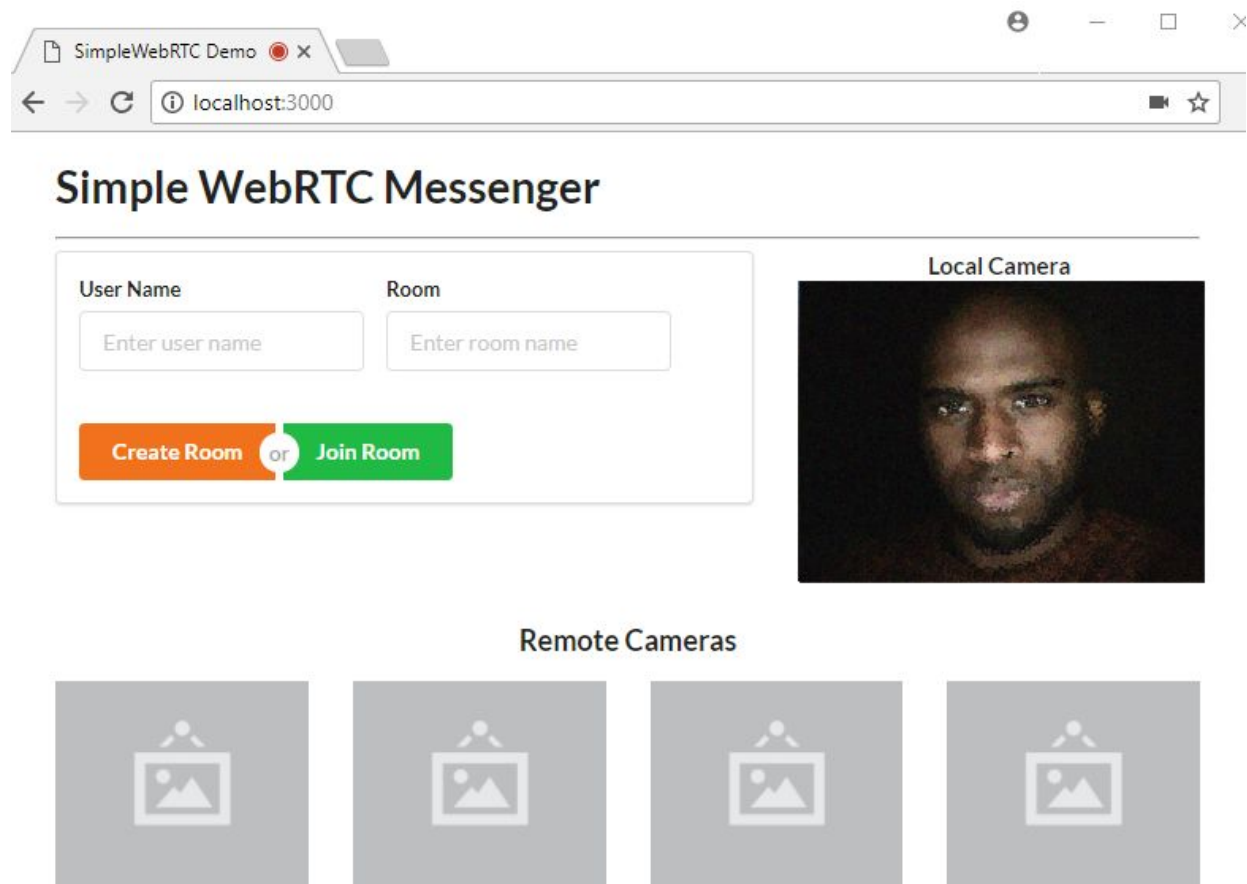 SimpleWebRTC Demo
localhost:3000
Simple WebRTC Messenger
User Name
Room
Local Camera
Enter user name
Enter room name
Create Room or Join Room
Remote Cameras